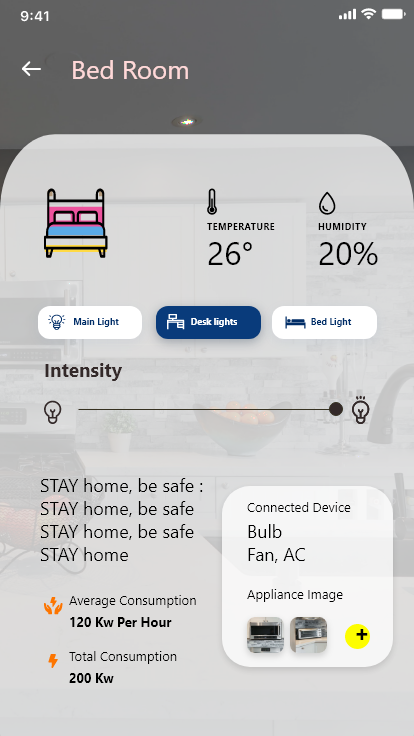 9:41
Bed Room
TEMPERATURE
26°
HUMIDITY
20%
Main Light
Desk lights
Bed Light
Intensity
STAY home, be safe :
STAY home, be safe
STAY home, be safe
STAY home
Average Consumption
120 Kw Per Hour
Total Consumption
200 Kw
Connected Device
Bulb
Fan, AC
Appliance Image
+